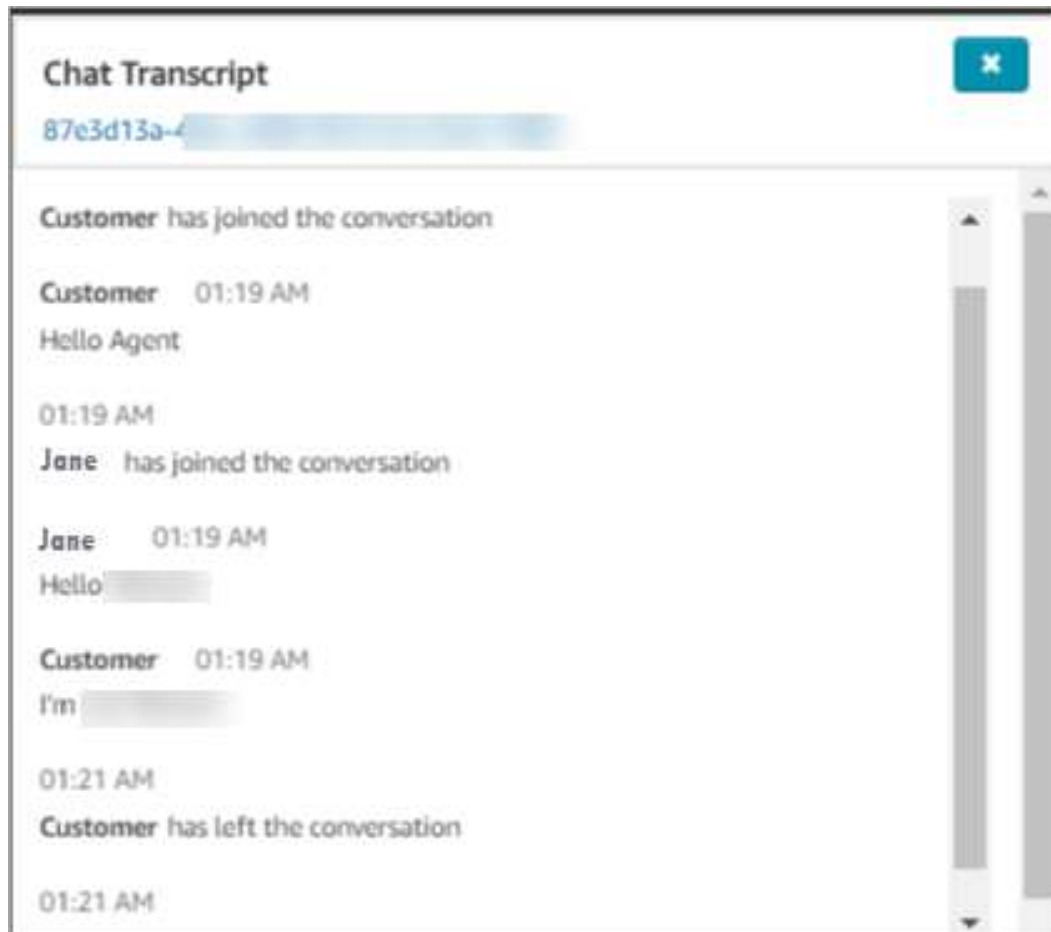 Chat Transcript
87e3d13a-
Customer has joined the conversation
Customer 01:19 AM
Hello Agent
01:19 AM
Jane has joined the conversation
Jane 01:19 AM
Hello
Customer 01:19 AM
I'm
01:21 AM
Customer has left the conversation
01:21 AM